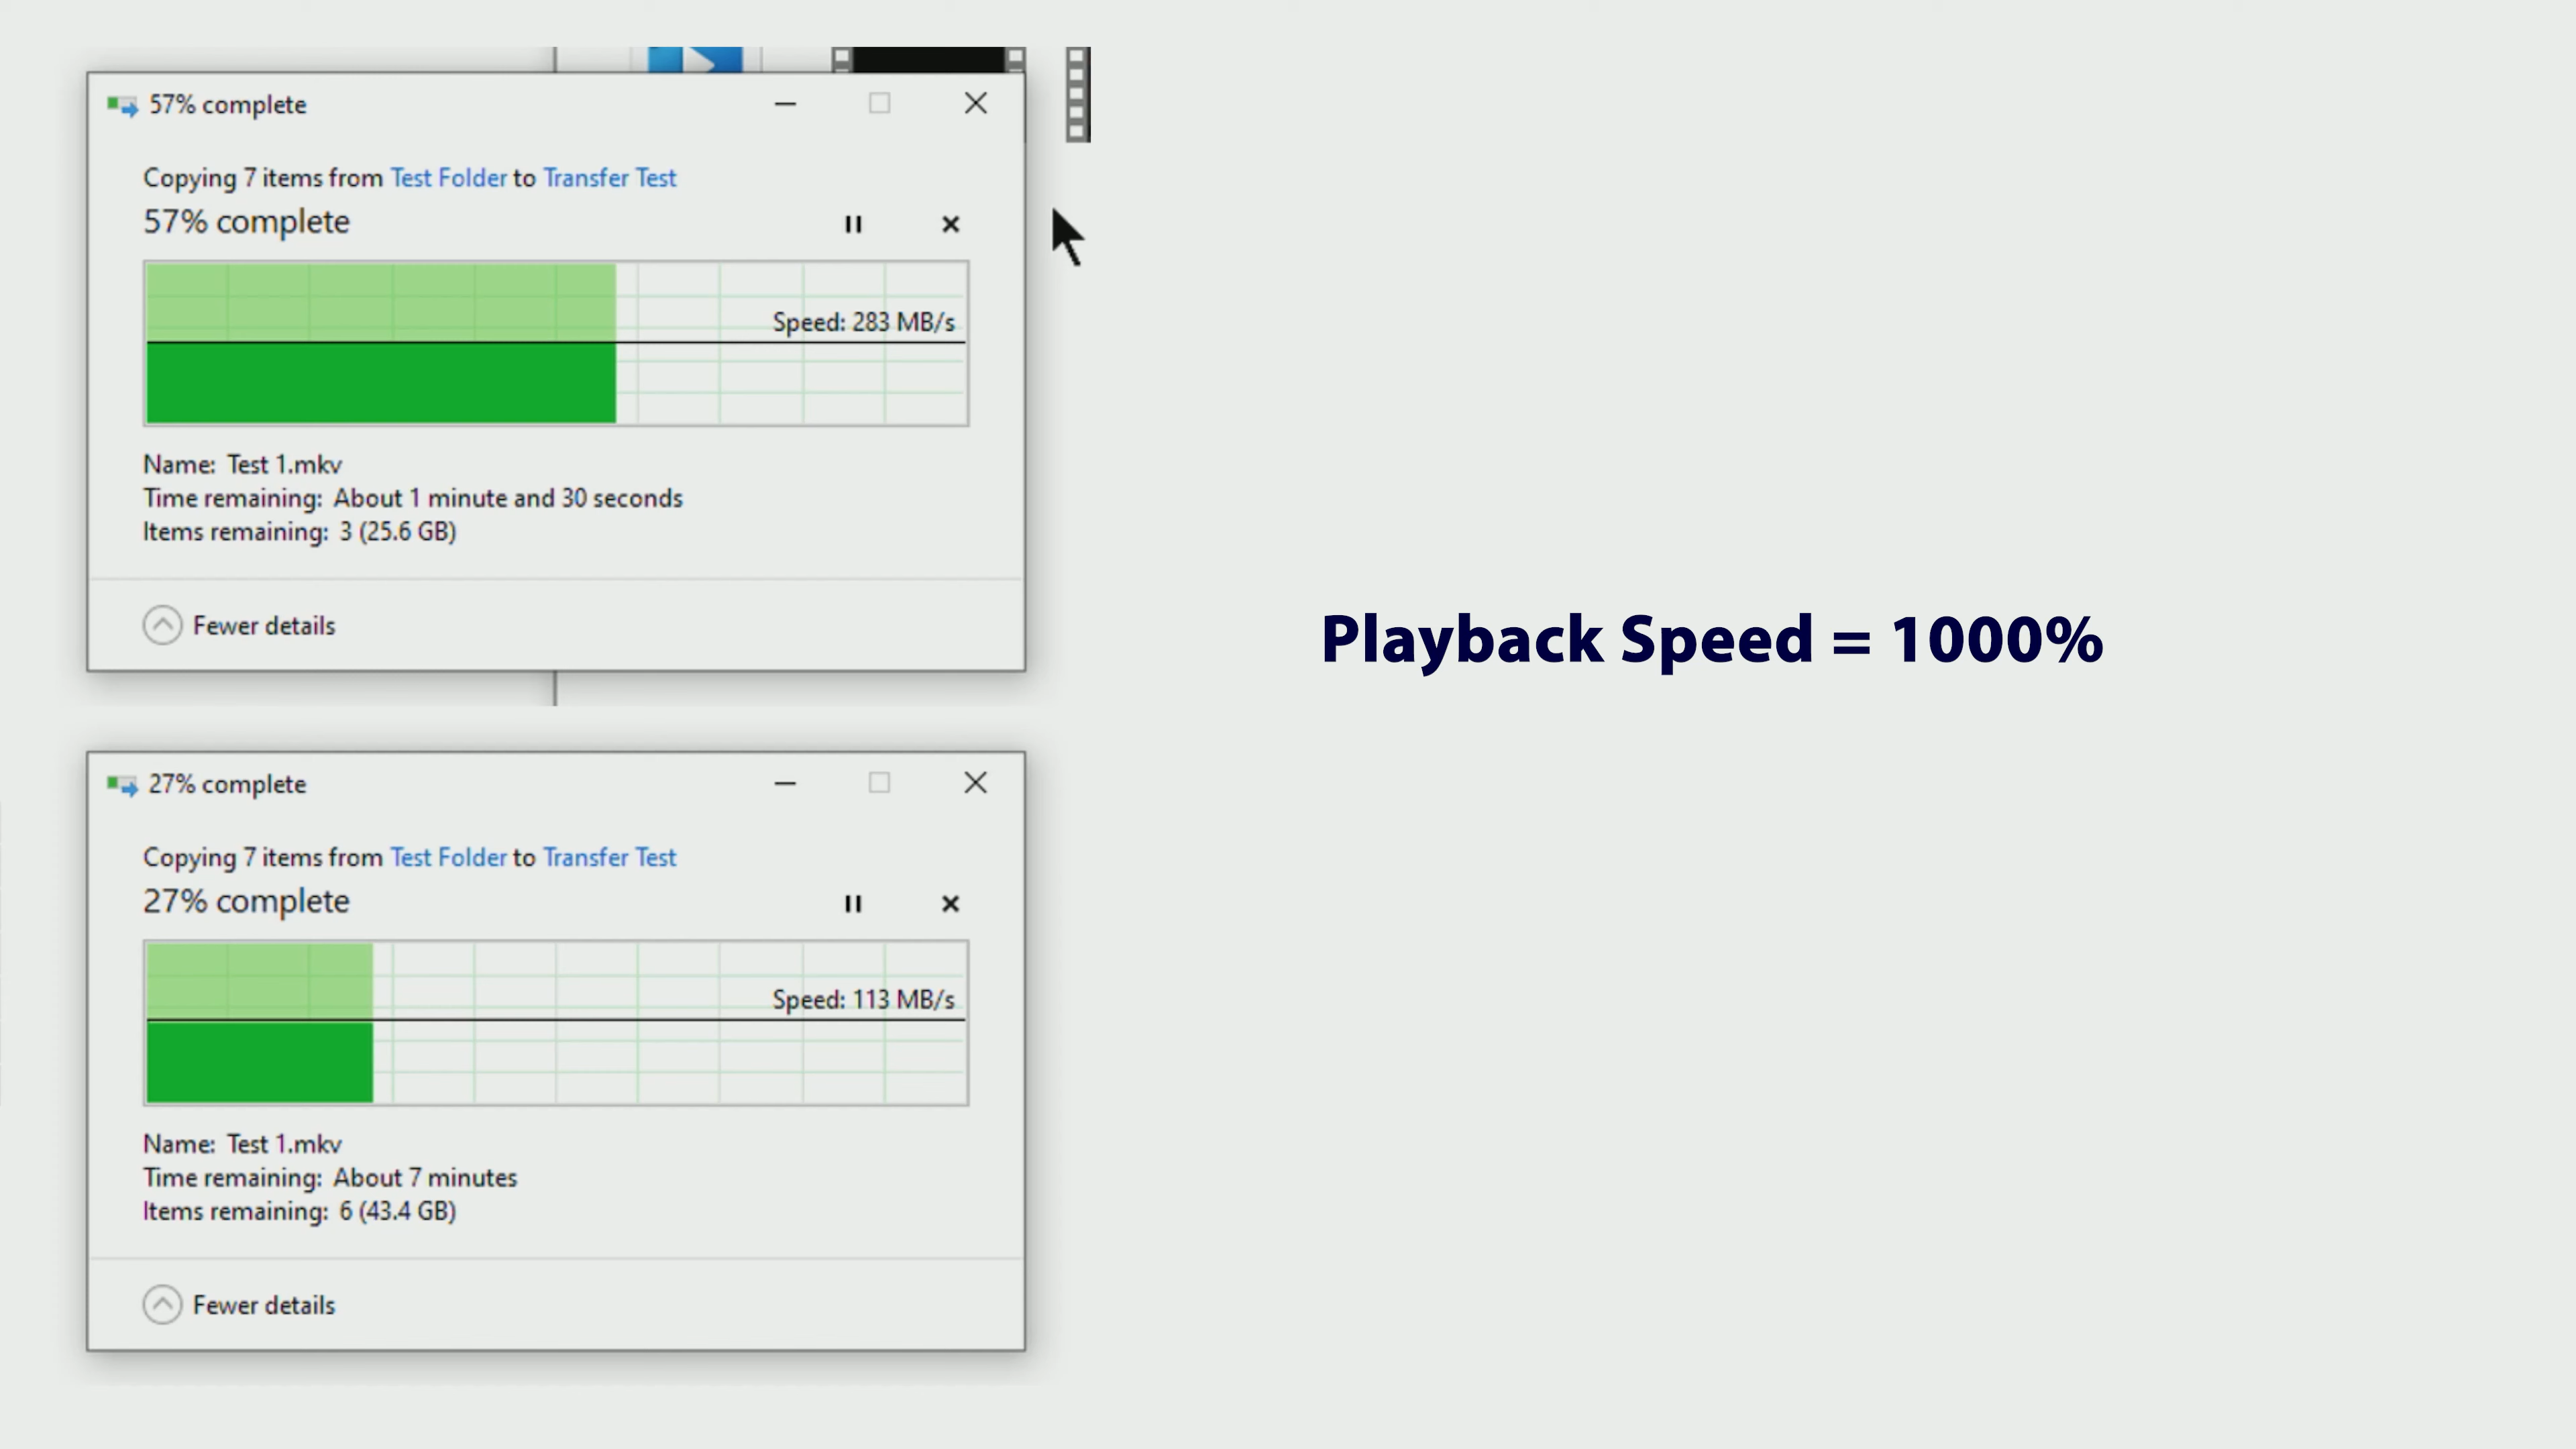 57% complete
Copying 7 items from Test Folder to Transfer Test
57% complete
Speed: 283 MB/s
Name: Test 1.mkv
Time remaining: About 1 minute and 30 seconds
Items remaining: 3 (25.6 GB)
Fewer details
Playback Speed = 1000%
27% complete
Copying 7 items from Test Folder to Transfer Test
27% complete
Speed: 113 MB/s
Name: Test 1.mkv
Time remaining: About 7 minutes
Items remaining: 6 (43.4 GB)
Fewer details